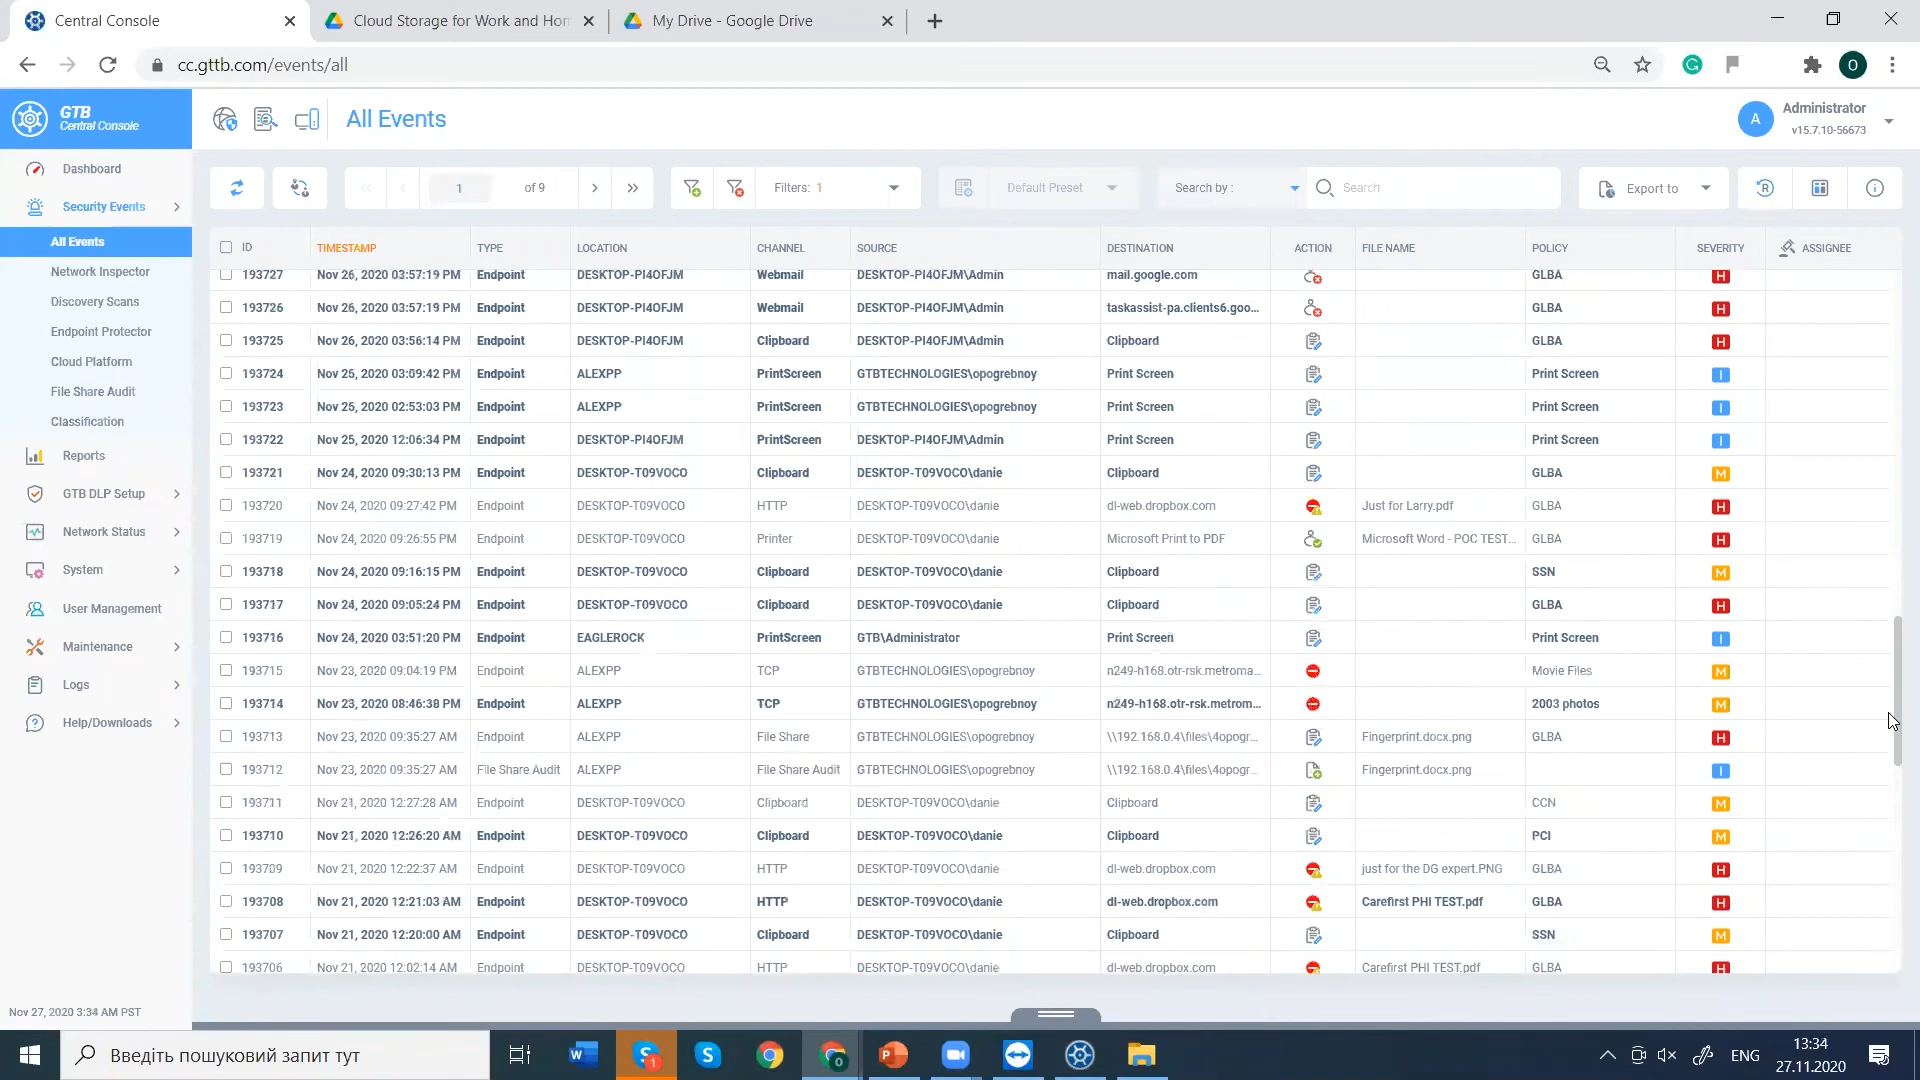 Central Console
Cloud Storage for Work and Hom
My Drive - Google Drive
cc.gttb.com/events/all
O
GTB
Central Console
All Events
A
Administrator
v15.7.10-56673
Dashboard
Security Events
All Events
Network Inspector
Discovery Scans
Endpoint Protector
Cloud Platform
File Share Audit
Classification
Reports
GTB DLP Setup
Network Status
System
User Management
Maintenance
Logs
Help/Downloads
Nov 27, 2020 3:34 AM PST
1 of 9 Filters: 1 Default Preset Search by : Search Export to
ID TIMESTAMP TYPE LOCATION CHANNEL SOURCE DESTINATION ACTION FILE NAME POLICY SEVERITY ASSIGNEE
193727 Nov 26, 2020 03:57:19 PM Endpoint DESKTOP-PI4OFJM Webmail DESKTOP-PI4OFJM\Admin mail.google.com GLBA H
193726 Nov 26, 2020 03:57:19 PM Endpoint DESKTOP-PI4OFJM Webmail DESKTOP-PI4OFJM\Admin taskassist-pa.clients6.goo... GLBA H
193725 Nov 26, 2020 03:56:14 PM Endpoint DESKTOP-PI4OFJM Clipboard DESKTOP-PI4OFJM\Admin Clipboard GLBA H
193724 Nov 25, 2020 03:09:42 PM Endpoint ALEXPP PrintScreen GTBTECHNOLOGIES\opogrebnoy Print Screen Print Screen I
193723 Nov 25, 2020 02:53:03 PM Endpoint ALEXPP PrintScreen GTBTECHNOLOGIES\opogrebnoy Print Screen Print Screen I
193722 Nov 25, 2020 12:06:34 PM Endpoint DESKTOP-PI4OFJM PrintScreen DESKTOP-PI4OFJM\Admin Print Screen Print Screen I
193721 Nov 24, 2020 09:30:13 PM Endpoint DESKTOP-T09VOCO Clipboard DESKTOP-T09VOCO\danie Clipboard GLBA M
193720 Nov 24, 2020 09:27:42 PM Endpoint DESKTOP-T09VOCO HTTP DESKTOP-T09VOCO\danie dl-web.dropbox.com Just for Larry.pdf GLBA H
193719 Nov 24, 2020 09:26:55 PM Endpoint DESKTOP-T09VOCO Printer DESKTOP-T09VOCO\danie Microsoft Print to PDF Microsoft Word - POC TEST... GLBA H
193718 Nov 24, 2020 09:16:15 PM Endpoint DESKTOP-T09VOCO Clipboard DESKTOP-T09VOCO\danie Clipboard SSN M
193717 Nov 24, 2020 09:05:24 PM Endpoint DESKTOP-T09VOCO Clipboard DESKTOP-T09VOCO\danie Clipboard GLBA H
193716 Nov 24, 2020 03:51:20 PM Endpoint EAGLEROCK PrintScreen GTB\Administrator Print Screen Print Screen I
193715 Nov 23, 2020 09:04:19 PM Endpoint ALEXPP TCP GTBTECHNOLOGIES\opogrebnoy n249-h168.otr-rsk.metroma... Movie Files M
193714 Nov 23, 2020 08:46:38 PM Endpoint ALEXPP TCP GTBTECHNOLOGIES\opogrebnoy n249-h168.otr-rsk.metrom... 2003 photos M
193713 Nov 23, 2020 09:35:27 AM Endpoint ALEXPP File Share GTBTECHNOLOGIES\opogrebnoy \\192.168.0.4\files\4opogr... Fingerprint.docx.png GLBA H
193712 Nov 23, 2020 09:35:27 AM File Share Audit ALEXPP File Share Audit GTBTECHNOLOGIES\opogrebnoy \\192.168.0.4\files\4opogr... Fingerprint.docx.png I
193711 Nov 21, 2020 12:27:28 AM Endpoint DESKTOP-T09VOCO Clipboard DESKTOP-T09VOCO\danie Clipboard CCN M
193710 Nov 21, 2020 12:26:20 AM Endpoint DESKTOP-T09VOCO Clipboard DESKTOP-T09VOCO\danie Clipboard PCI M
193709 Nov 21, 2020 12:22:37 AM Endpoint DESKTOP-T09VOCO HTTP DESKTOP-T09VOCO\danie dl-web.dropbox.com just for the DG expert.PNG GLBA H
193708 Nov 21, 2020 12:21:03 AM Endpoint DESKTOP-T09VOCO HTTP DESKTOP-T09VOCO\danie dl-web.dropbox.com Carefirst PHI TEST.pdf GLBA H
193707 Nov 21, 2020 12:20:00 AM Endpoint DESKTOP-T09VOCO Clipboard DESKTOP-T09VOCO\danie Clipboard SSN M
193706 Nov 21, 2020 12:02:14 AM Endpoint DESKTOP-T09VOCO HTTP DESKTOP-T09VOCO\danie dl-web.dropbox.com Carefirst PHI TEST.pdf GLBA H
Введіть пошуковий запит тут
ENG
13:34
27.11.2020